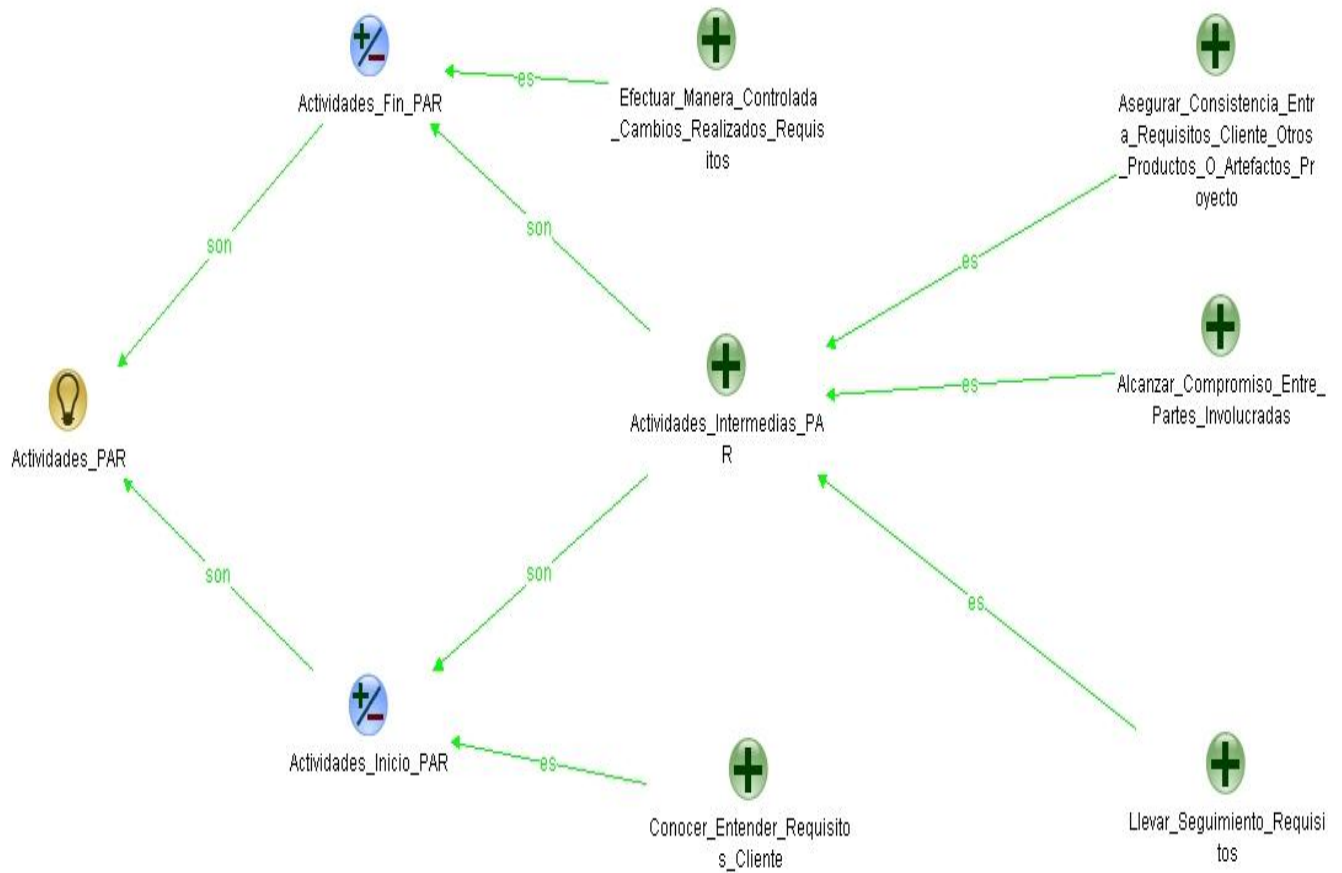 Actividades_Fin_PAR
es
Efectuar_Manera_Controlada
_Cambios_Realizados_Requis
itos
Asegurar_Consistencia_Entr
a_Requisitos_Cliente_Otros
_Productos_O_Artefactos_Pr
oyecto
son
son
es
Actividades_PAR
Actividades_Intermedias_PA
R
es
Alcanzar_Compromiso_Entre_
Partes_Involucradas
son
son
es
Actividades_Inicio_PAR
es
Conocer_Entender_Requisito
s_Cliente
Llevar_Seguimiento_Requisi
tos